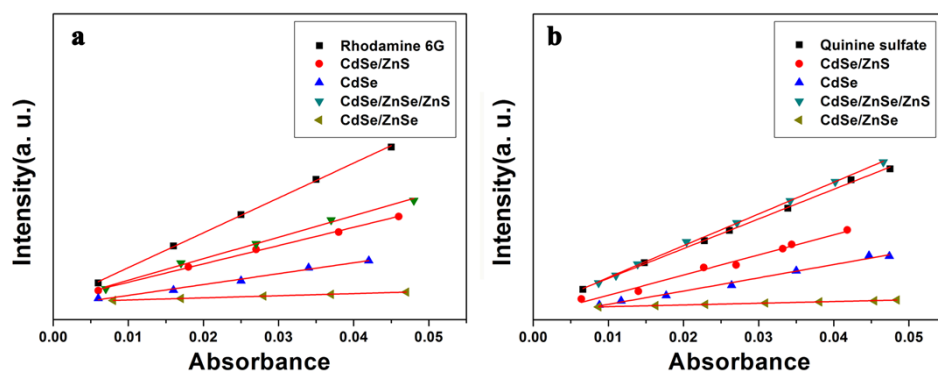 a
Rhodamine 6G
CdSe/ZnS
CdSe
CdSe/ZnSe/ZnS
CdSe/ZnSe
Intensity(a. u.)
0.00 0.01 0.02 0.03 0.04 0.05
Absorbance
b
Quinine sulfate
CdSe/ZnS
CdSe
CdSe/ZnSe/ZnS
CdSe/ZnSe
Intensity(a. u.)
0.00 0.01 0.02 0.03 0.04 0.05
Absorbance